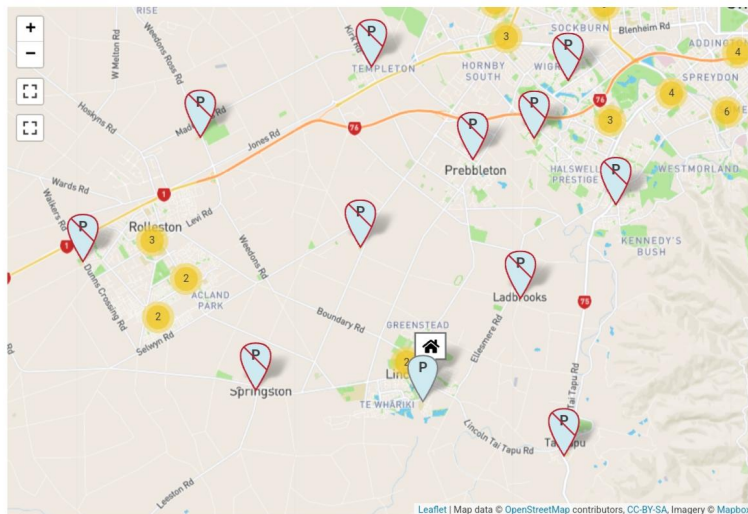 RISE
+
−
W Melton Rd
Weedons Ross Rd
Kirk Rd
P
TEMPLETON
3
HORNBY
SOUTH
SOCKBURN
P
Blenheim Rd
4
SPREYDON
4
6
3
76
Hoskyns Rd
P
Jones Rd
76
P
P
Prebbleton
HALSWELL
PRESTIGE
P
WESTMORLAND
KENNEDY'S
BUSH
Wards Rd
Walkers Rd
1
P
1
Rolleston
3
Levi Rd
Weedons Rd
P
2
ACLAND
PARK
2
Dunns Crossing Rd
Selwyn Rd
Boundary Rd
P
Ladbrooks
75
Ellesmere Rd
GREENSTEAD
2
P
TE WHĀRIKI
P
Springston
Tai Tapu Rd
P
Lincoln Tai Tapu Rd
Leeston Rd
Leaflet | Map data © OpenStreetMap contributors, CC-BY-SA, Imagery © Mapbox